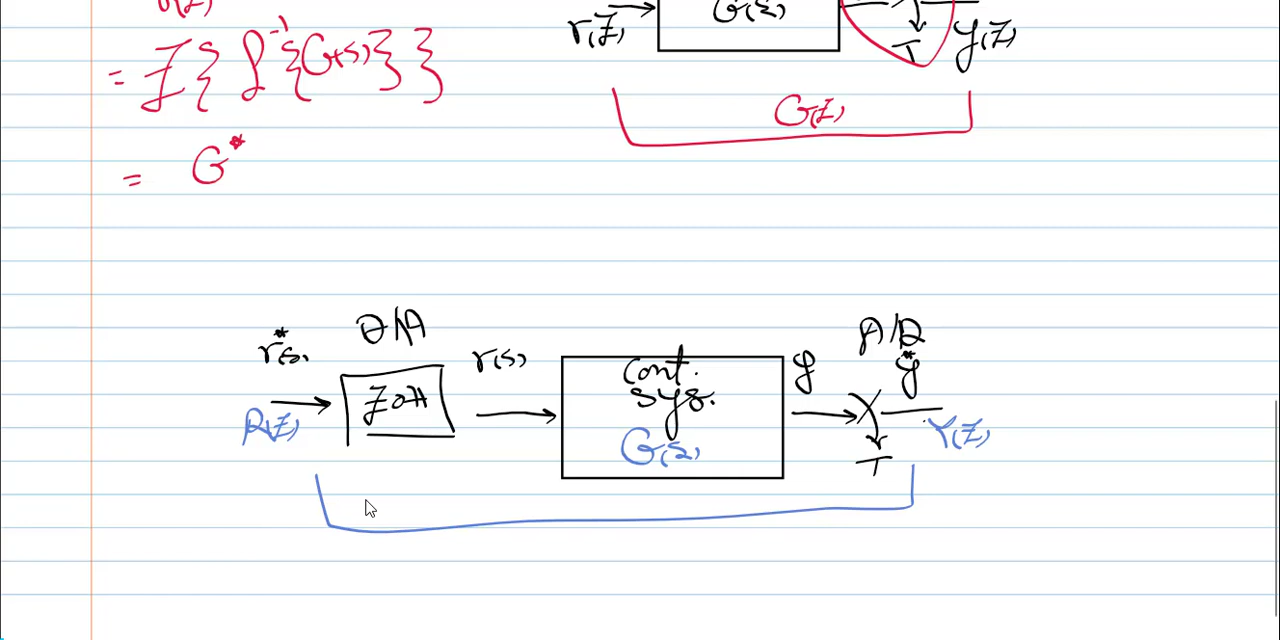 r(z)
G(s)
T
y(z)
= Z{ L⁻¹{G(s)} }
G(z)
= G*
r*(s)
D/A
r(s)
cont.
sys.
G(s)
y
A/D
y*
R(z)
ZOH
T
Y(z)